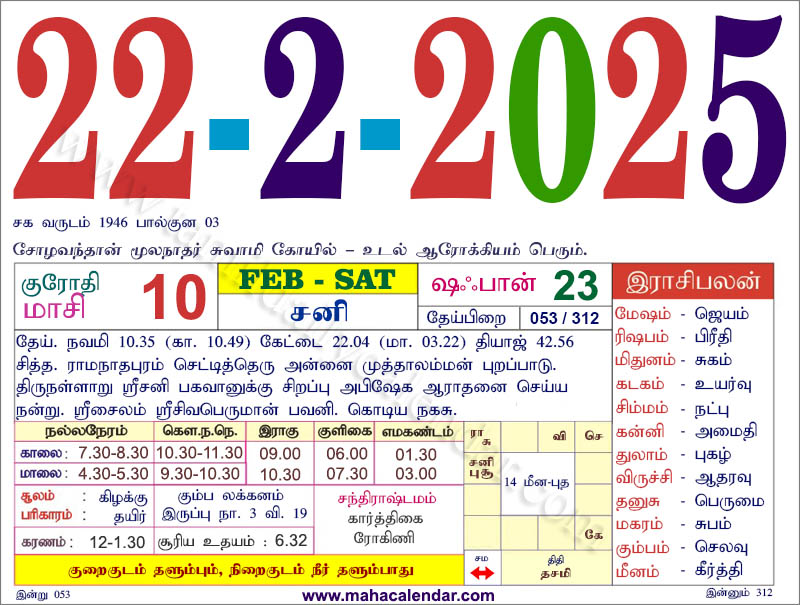 22-2-2025
சக வருடம் 1946 பால்குன 03
சோழவந்தான் மூலநாதர் சுவாமி கோயில் – உடல் ஆரோக்கியம் பெரும்.
குரோதி
மாசி
10
FEB - SAT
சனி
ஷஃபான் 23
தேய்பிறை 053 / 312
தேய். நவமி 10.35 (கா. 10.49) கேட்டை 22.04 (மா. 03.22) தியாஜ் 42.56
சித்த. ராமநாதபுரம் செட்டித்தெரு அன்னை முத்தாலம்மன் புறப்பாடு.
திருநள்ளாறு ஸ்ரீசனி பகவானுக்கு சிறப்பு அபிஷேக ஆராதனை செய்ய
நன்று. ஸ்ரீசைலம் ஸ்ரீசிவபெருமான் பவனி. கொடிய நகசு.
நல்லநேரம் கௌ.ந.நெ. இராகு குளிகை எமகண்டம்
காலை: 7.30-8.30 10.30-11.30 09.00 06.00 01.30
மாலை: 4.30-5.30 9.30-10.30 10.30 07.30 03.00
சூலம் : கிழக்கு
பரிகாரம் : தயிர்
கும்ப லக்கனம்
இருப்பு நா. 3 வி. 19
சந்திராஷ்டமம்
கார்த்திகை
ரோகிணி
கரணம் : 12-1.30 சூரிய உதயம் : 6.32
குறைகுடம் தளும்பும், நிறைகுடம் நீர் தளும்பாது
ரா
சு
வி
செ
சனி
பு சூ
14 மீன-புத
கே
சம
திதி
தசமி
இராசிபலன்
மேஷம் - ஜெயம்
ரிஷபம் - பிரீதி
மிதுனம் - சுகம்
கடகம் - உயர்வு
சிம்மம் - நட்பு
கன்னி - அமைதி
துலாம் - புகழ்
விருச்சி - ஆதரவு
தனுசு - பெருமை
மகரம் - சுபம்
கும்பம் - செலவு
மீனம் - கீர்த்தி
இன்று 053
www.mahacalendar.com
இன்னும் 312